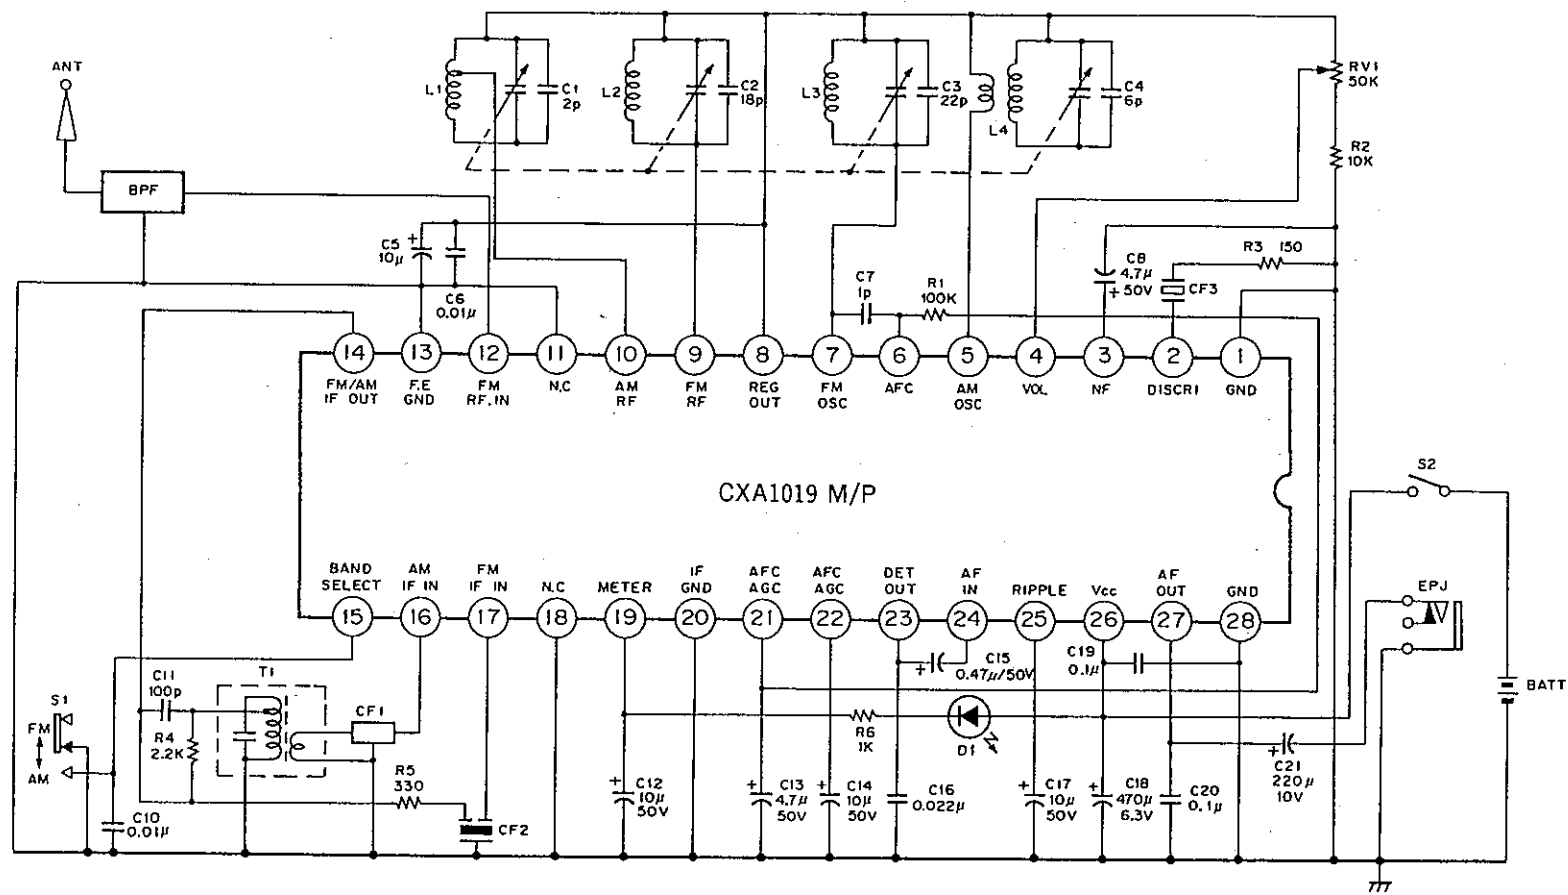 ANT
BPF
L1
C1
2p
L2
C2
18p
L3
C3
22p
L4
C4
6p
RV1
50K
R2
10K
C5
+
10μ
C6
0.01μ
C7
1p
R1
100K
C8
4.7μ
+ 50V
R3 150
CF3
14 13 12 11 10 9 8 7 6 5 4 3 2 1
FM/AM
IF OUT
F.E
GND
FM
RF.IN
N.C
AM
RF
FM
RF
REG
OUT
FM
OSC
AFC
AM
OSC
VOL
NF
DISCRI
GND
CXA1019 M/P
BAND
SELECT
AM
IF IN
FM
IF IN
N.C
METER
IF
GND
AFC
AGC
AFC
AGC
DET
OUT
AF
IN
RIPPLE
Vcc
AF
OUT
GND
15 16 17 18 19 20 21 22 23 24 25 26 27 28
S2
EPJ
BATT
S1
FM
AM
C11
100p
R4
2.2K
T1
CF1
R5
330
CF2
C10
0.01μ
+
C15
0.47μ/50V
C19
0.1μ
R6
1K
D1
+
C12
10μ
50V
+
C13
4.7μ
50V
+
C14
10μ
50V
C16
0.022μ
+
C17
10μ
50V
+
C18
470μ
6.3V
C20
0.1μ
+
C21
220μ
10V